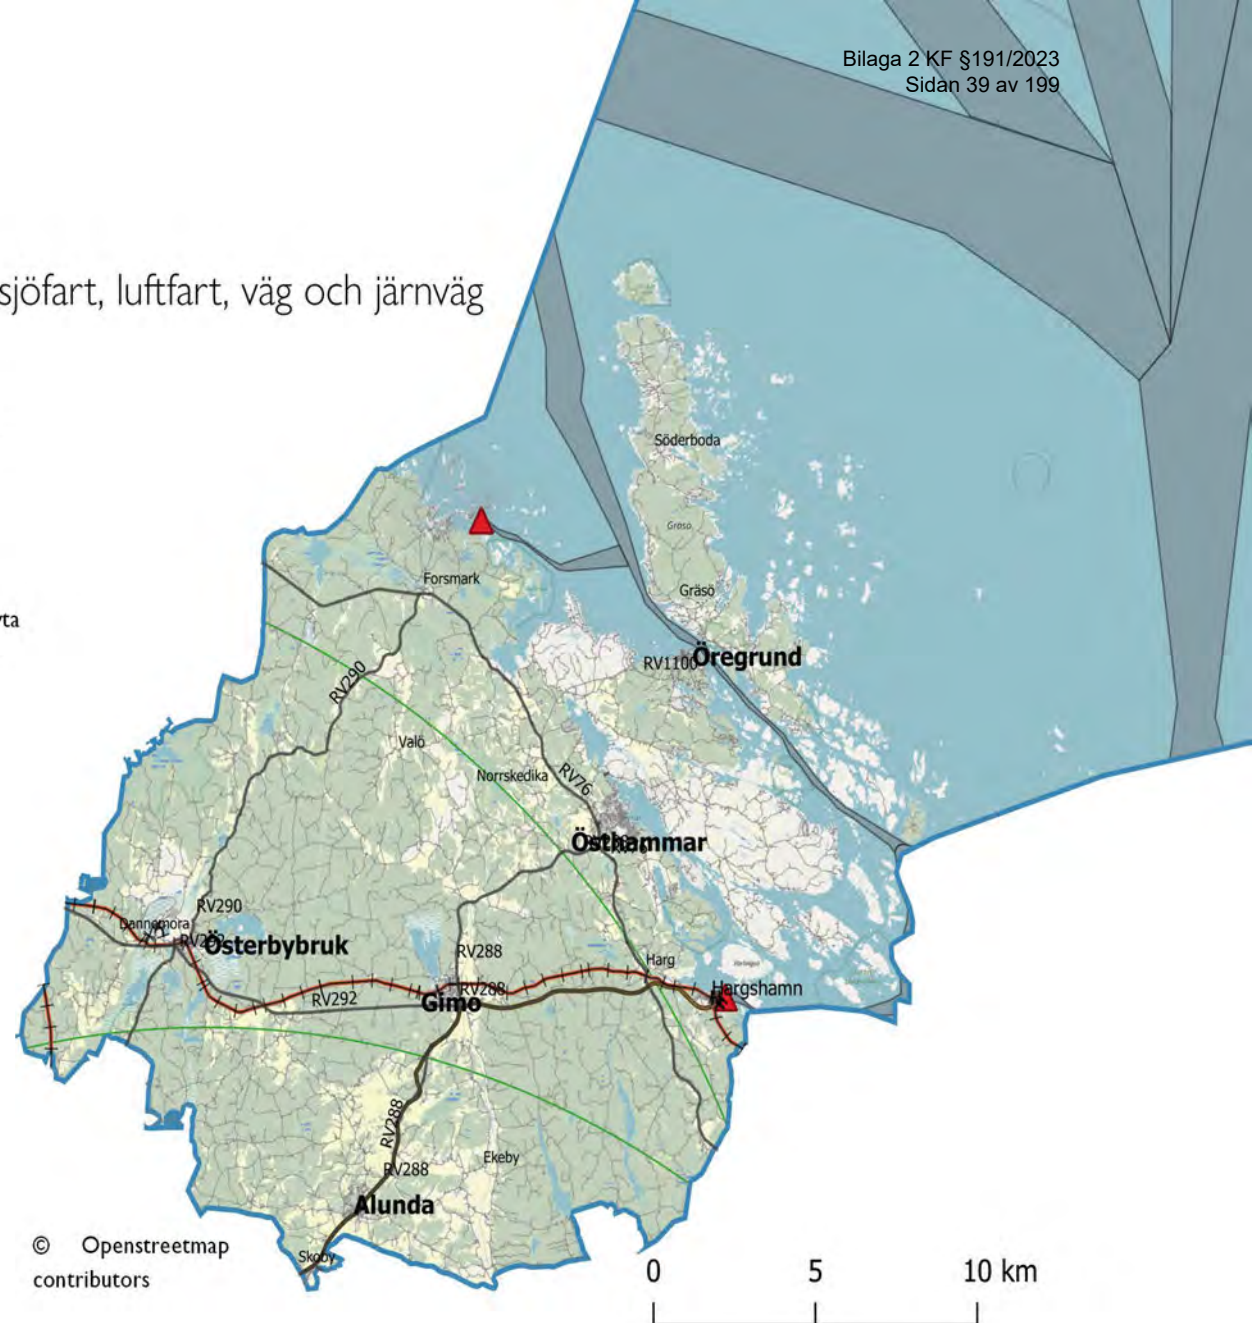 Bilaga 2 KF §191/2023
Sidan 39 av 199
sjöfart, luftfart, väg och järnväg
Söderboda
Gräsö
Forsmark
Gräsö
RV1100
Öregrund
RV290
Valö
Norrskedika
RV76
Östhammar
RV290
Dannemora
Österbybruk
RV288
Harg
RV292
RV288
Gimo
Hargshamn
RV288
Ekeby
RV288
Alunda
Skoby
© Openstreetmap
contributors
0 5 10 km